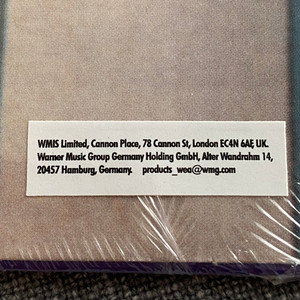 WMIS Limited, Cannon Place, 78 Cannon St, London EC4N 6AF, UK.
Warner Music Group Germany Holding GmbH, Alter Wandrahm 14,
20457 Hamburg, Germany. products_wea@wmg.com